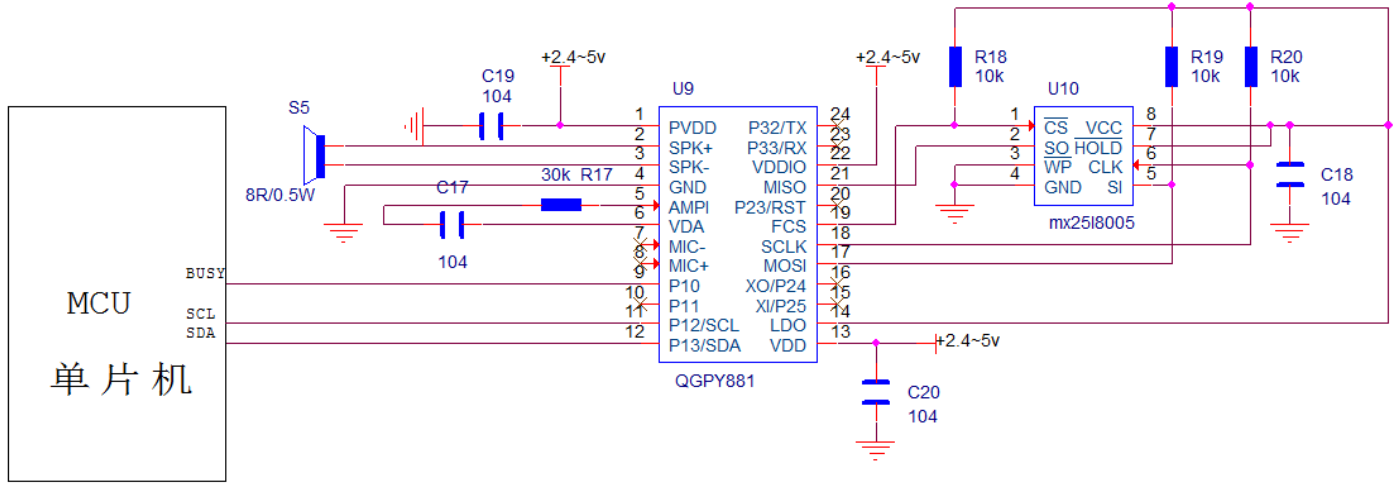 MCU
单片机
BUSY
SCL
SDA
S5
8R/0.5W
C19
104
+2.4~5v
30k R17
C17
104
U9
1 PVDD
2 SPK+
3 SPK-
4 GND
5 AMPI
6 VDA
7 MIC-
8 MIC+
9 P10
10 P11
11 P12/SCL
12 P13/SDA
P32/TX 24
P33/RX 23
VDDIO 22
MISO 21
P23/RST 20
FCS 19
SCLK 18
MOSI 17
XO/P24 16
XI/P25 15
LDO 14
VDD 13
QGPY881
+2.4~5v
+2.4~5v
C20
104
R18
10k
U10
1 CS
2 SO
3 WP
4 GND
VCC 8
HOLD 7
CLK 6
SI 5
mx25l8005
R19
10k
R20
10k
C18
104